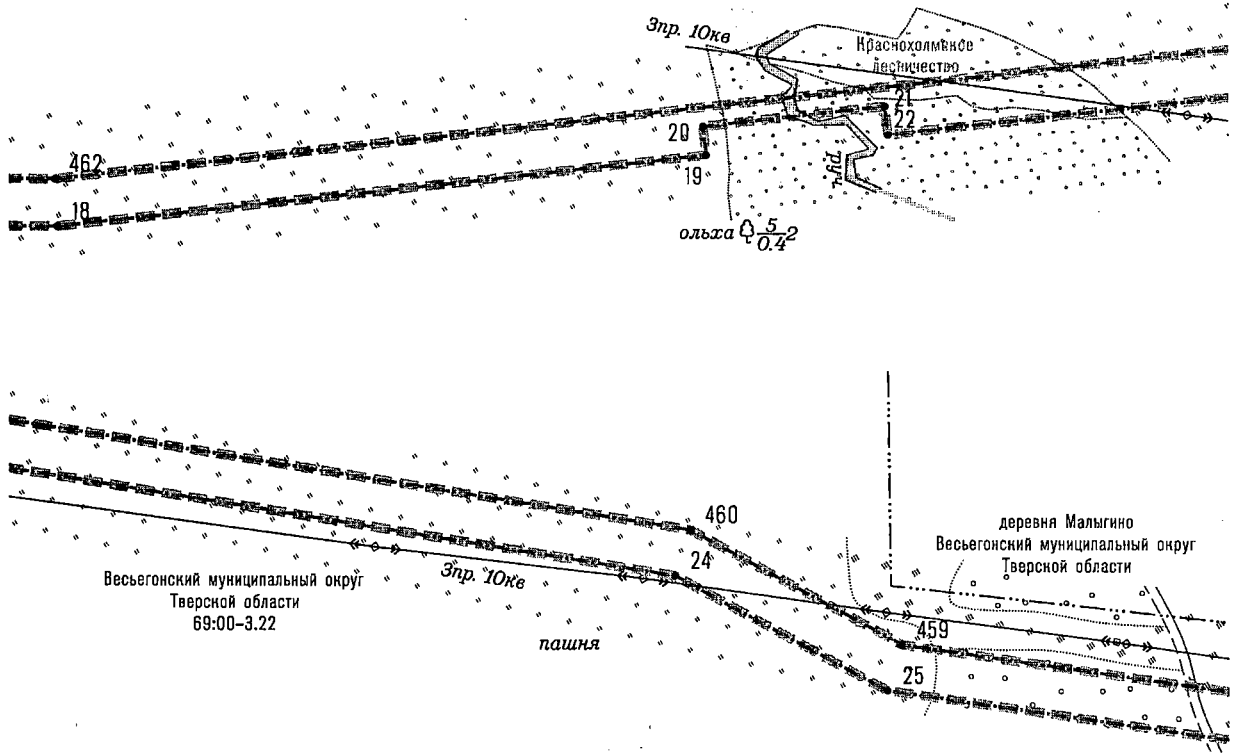 3пр. 10кв
Краснохолмское
лесничество
462
18
19
20
21
22
руч.
ольха 5/0.4 2
460
24
3пр. 10кв
Весьегонский муниципальный округ
Тверской области
69:00-3.22
пашня
459
25
деревня Малыгино
Весьегонский муниципальный округ
Тверской области